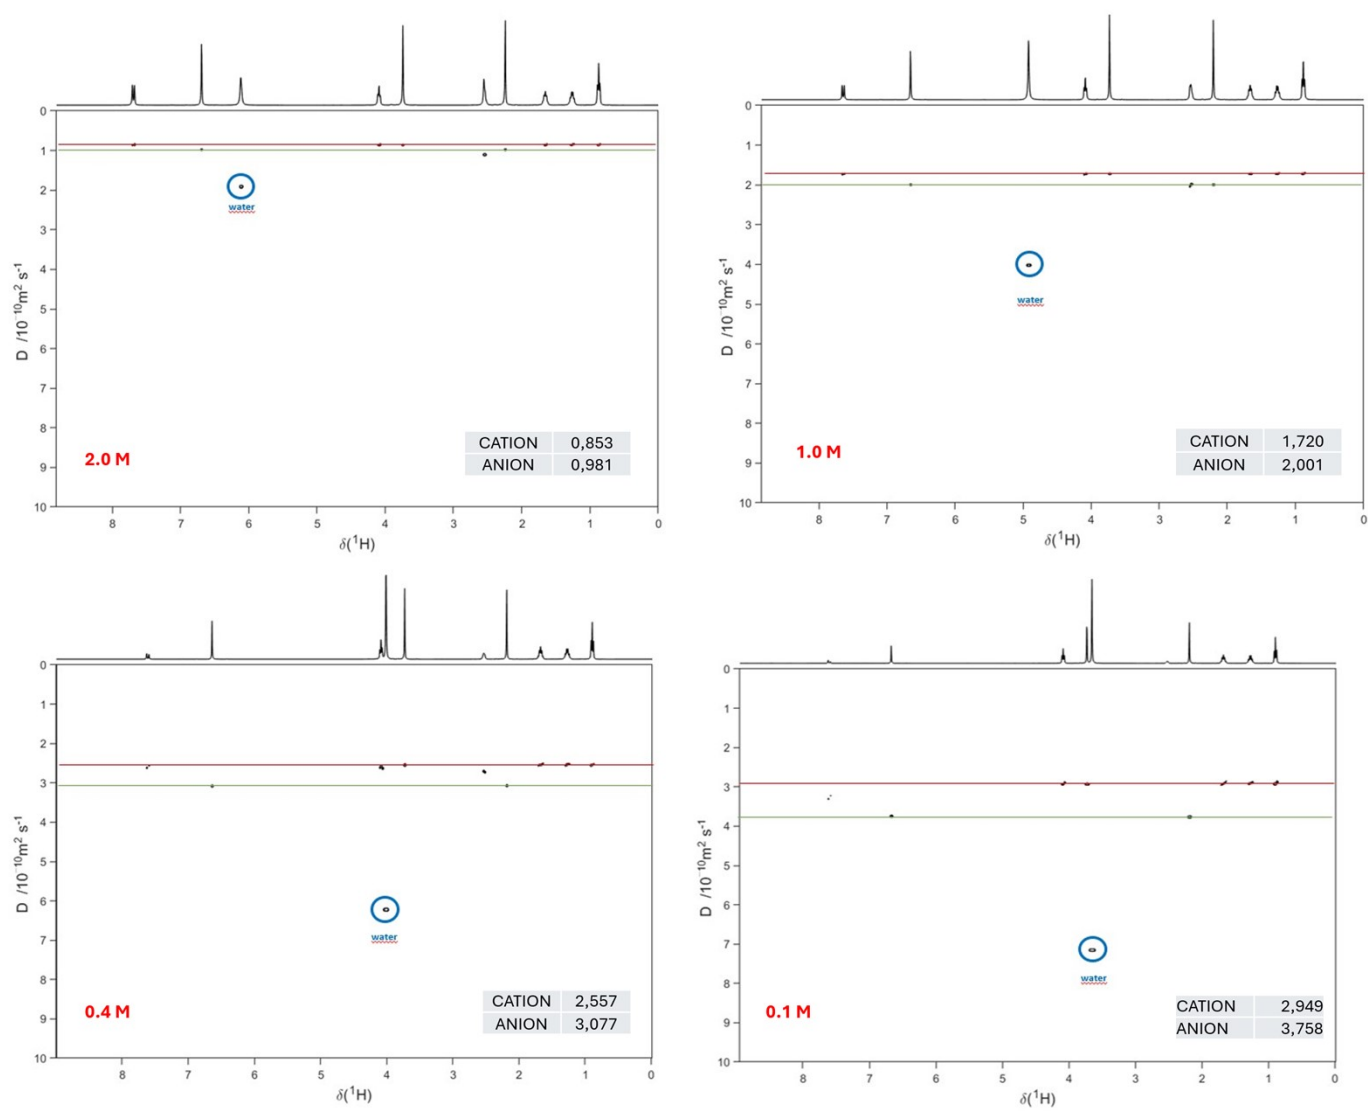 0
1
2
3
4
5
6
7
8
9
10
D /10⁻¹⁰m² s⁻¹
water
2.0 M
CATION 0,853
ANION 0,981
8 7 6 5 4 3 2 1 0
δ(¹H)
0
1
2
3
4
5
6
7
8
9
10
D /10⁻¹⁰m² s⁻¹
water
1.0 M
CATION 1,720
ANION 2,001
8 7 6 5 4 3 2 1 0
δ(¹H)
0
1
2
3
4
5
6
7
8
9
10
D /10⁻¹⁰m² s⁻¹
water
0.4 M
CATION 2,557
ANION 3,077
8 7 6 5 4 3 2 1 0
δ(¹H)
0
1
2
3
4
5
6
7
8
9
10
D /10⁻¹⁰m² s⁻¹
water
0.1 M
CATION 2,949
ANION 3,758
8 7 6 5 4 3 2 1 0
δ(¹H)